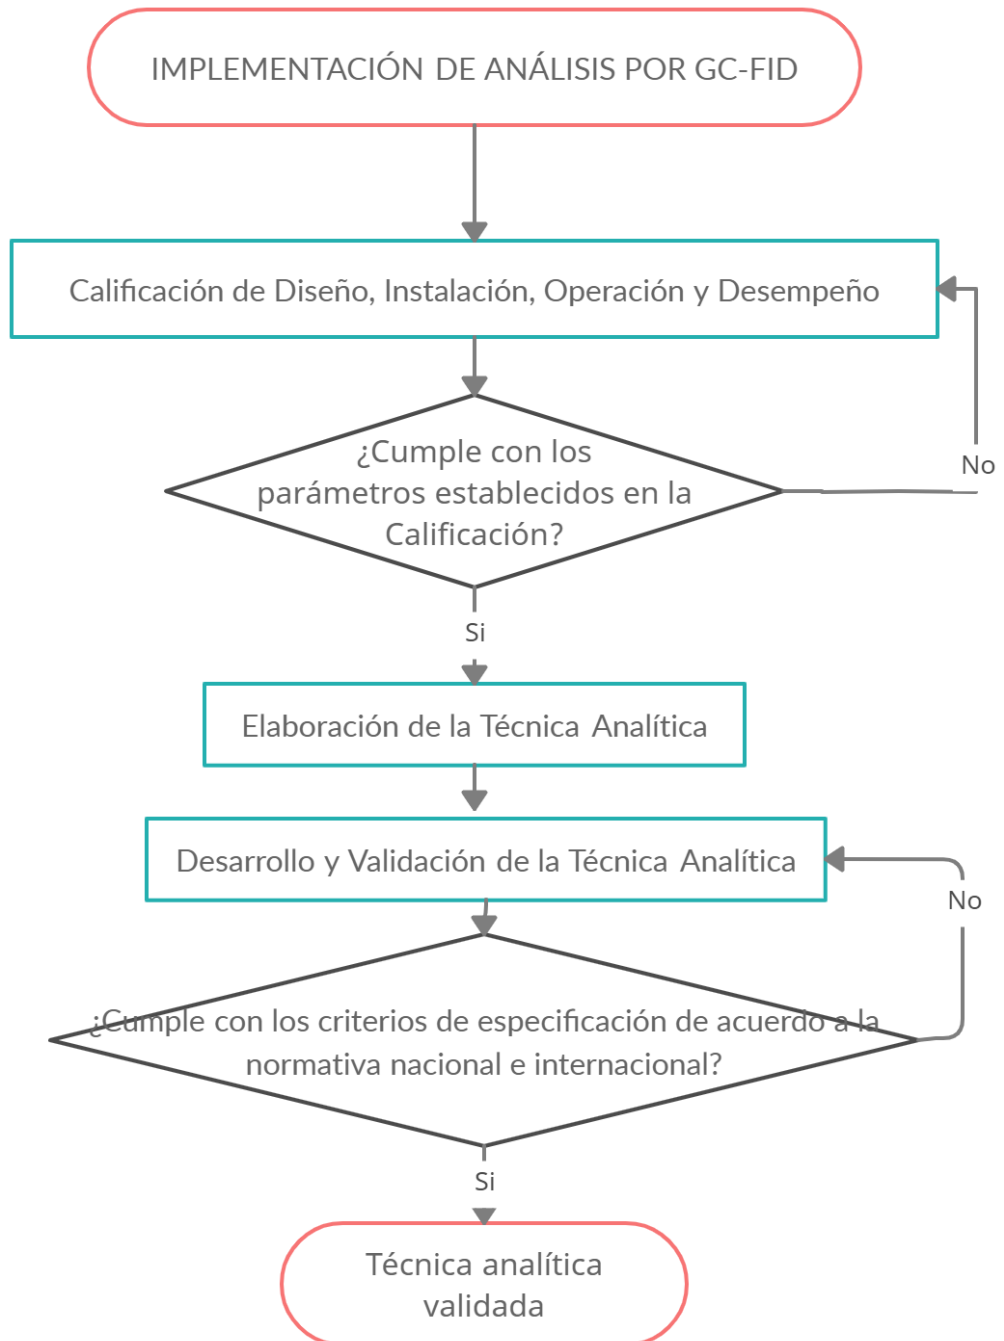 IMPLEMENTACIÓN DE ANÁLISIS POR GC-FID
Calificación de Diseño, Instalación, Operación y Desempeño
¿Cumple con los
parámetros establecidos en la
Calificación?
No
Si
Elaboración de la Técnica Analítica
Desarrollo y Validación de la Técnica Analítica
No
¿Cumple con los criterios de especificación de acuerdo a la
normativa nacional e internacional?
Si
Técnica analítica
validada